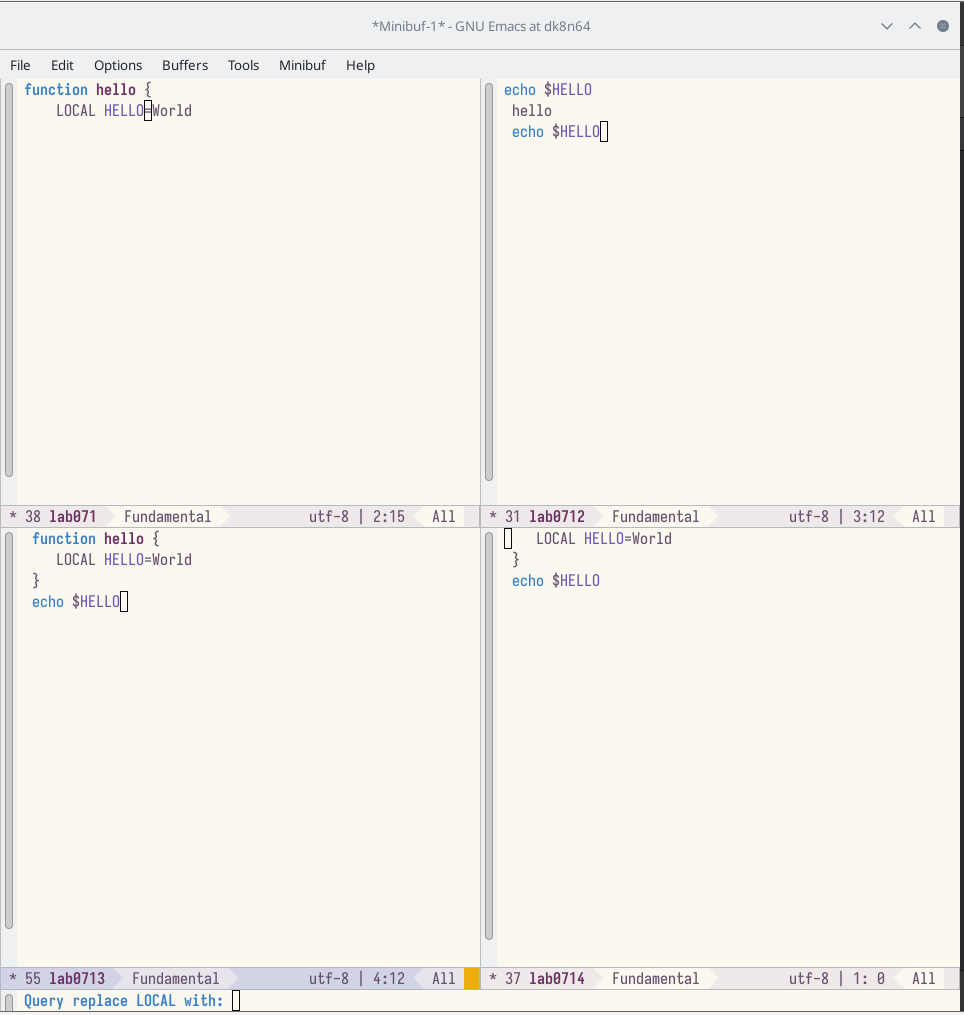 *Minibuf-1* - GNU Emacs at dk8n64
File Edit Options Buffers Tools Minibuf Help
function hello {
    LOCAL HELLO=World
* 38 lab071 Fundamental utf-8 | 2:15 All
echo $HELLO
 hello
 echo $HELLO
* 31 lab0712 Fundamental utf-8 | 3:12 All
 function hello {
    LOCAL HELLO=World
 }
 echo $HELLO
* 55 lab0713 Fundamental utf-8 | 4:12 All
    LOCAL HELLO=World
 }
 echo $HELLO
* 37 lab0714 Fundamental utf-8 | 1: 0 All
Query replace LOCAL with: